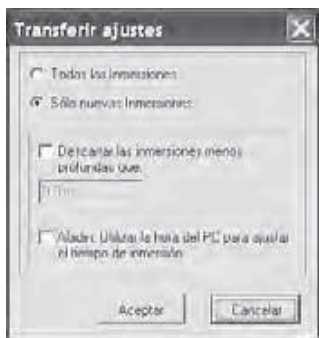 Transferir ajustes
Todas las inmersiones
Sólo nuevas inmersiones
Descartar las inmersiones menos
profundas que:
Aladin: Utilizar la hora del PC para ajustar
el tiempo de inmersión
Aceptar
Cancelar